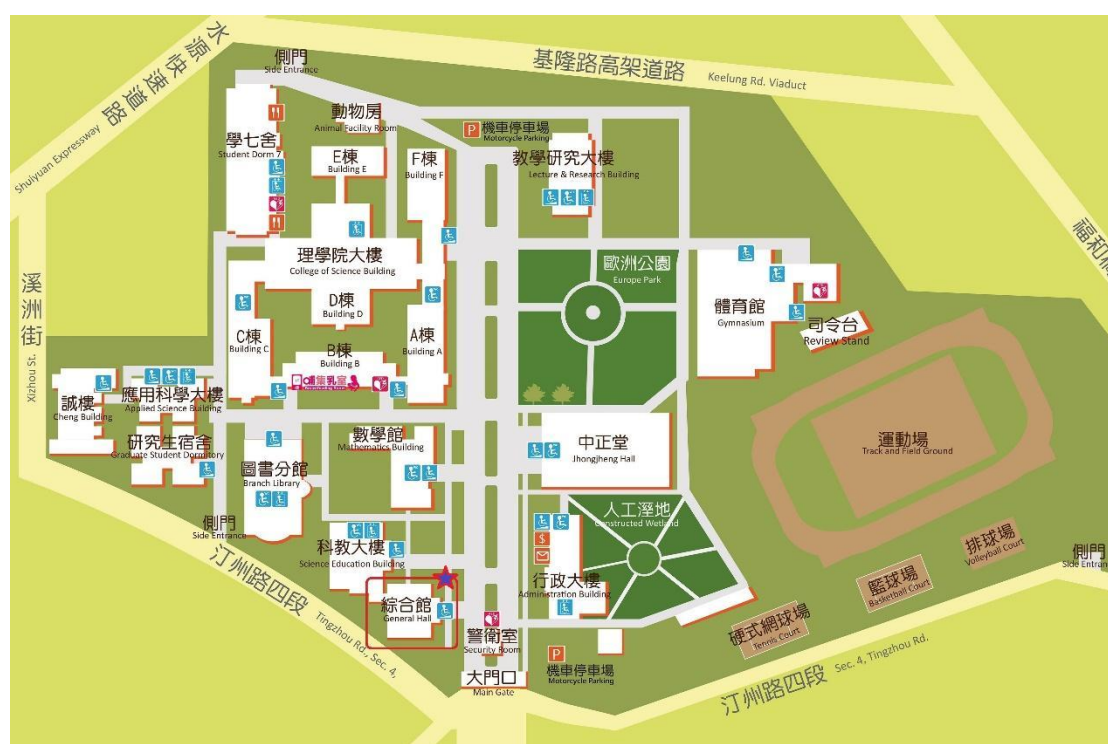 水源快速道路
Shuiyuan Expressway
側門
Side Entrance
基隆路高架道路
Keelung Rd. Viaduct
動物房
Animal Facility Room
P
機車停車場
Motorcycle Parking
學七舍
Student Dorm 7
E棟
Building E
F棟
Building F
教學研究大樓
Lecture & Research Building
福和橋
理學院大樓
College of Science Building
歐洲公園
Europe Park
溪洲街
Xizhou St.
D棟
Building D
體育館
Gymnasium
司令台
Review Stand
C棟
Building C
A棟
Building A
B棟
Building B
哺集乳室
誠樓
Cheng Building
應用科學大樓
Applied Science Building
研究生宿舍
Graduate Student Dormitory
圖書分館
Branch Library
數學館
Mathematics Building
中正堂
Jhongjheng Hall
運動場
Track and Field Ground
側門
Side Entrance
科教大樓
Science Education Building
人工溼地
Constructed Wetland
$
行政大樓
Administration Building
排球場
Volleyball Court
籃球場
Basketball Court
側門
Side Entrance
綜合館
General Hall
硬式網球場
Tennis Court
警衛室
Security Room
P
機車停車場
Motorcycle Parking
大門口
Main Gate
汀州路四段
Tingzhou Rd., Sec. 4,
汀州路四段
Sec. 4, Tingzhou Rd.